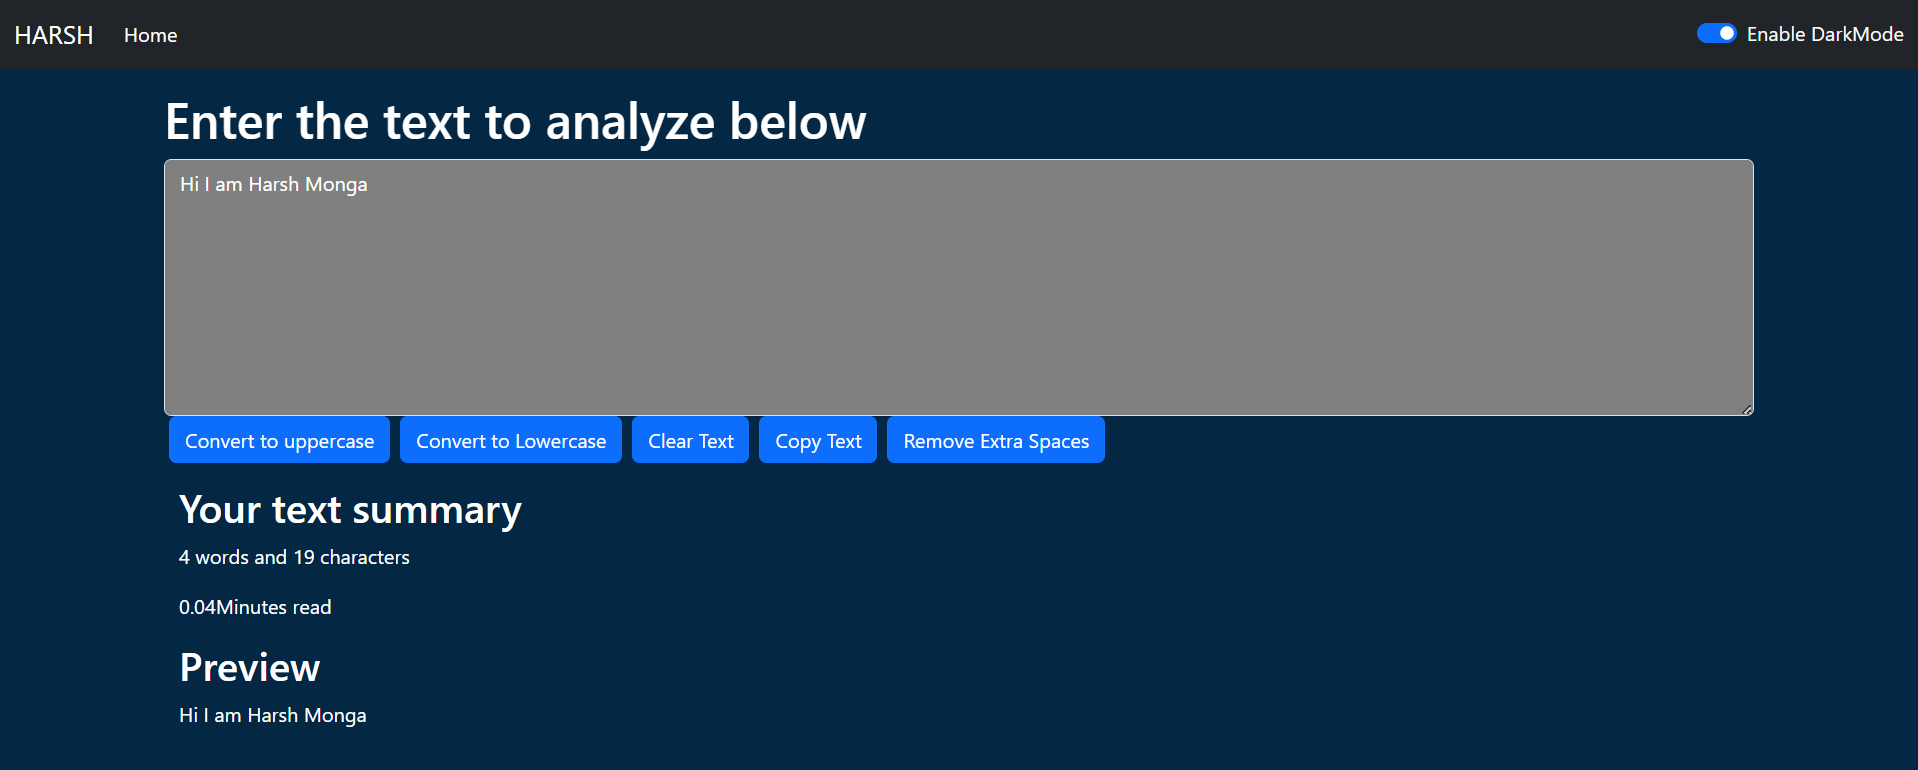 HARSH Home Enable DarkMode
Enter the text to analyze below
Hi I am Harsh Monga
Convert to uppercase Convert to Lowercase Clear Text Copy Text Remove Extra Spaces
Your text summary
4 words and 19 characters
0.04Minutes read
Preview
Hi I am Harsh Monga